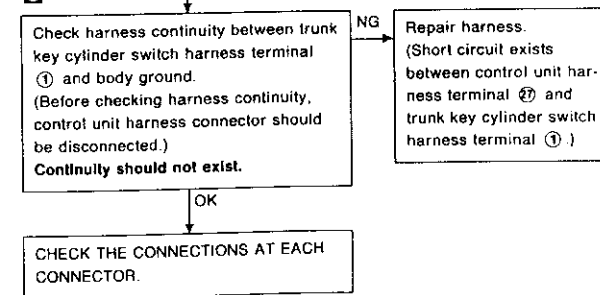 Check harness continuity between trunk
key cylinder switch harness terminal
① and body ground.
(Before checking harness continuity,
control unit harness connector should
be disconnected.)
Continuity should not exist.
NG
Repair harness.
(Short circuit exists
between control unit har-
ness terminal ㉗ and
trunk key cylinder switch
harness terminal ① .)
OK
CHECK THE CONNECTIONS AT EACH
CONNECTOR.